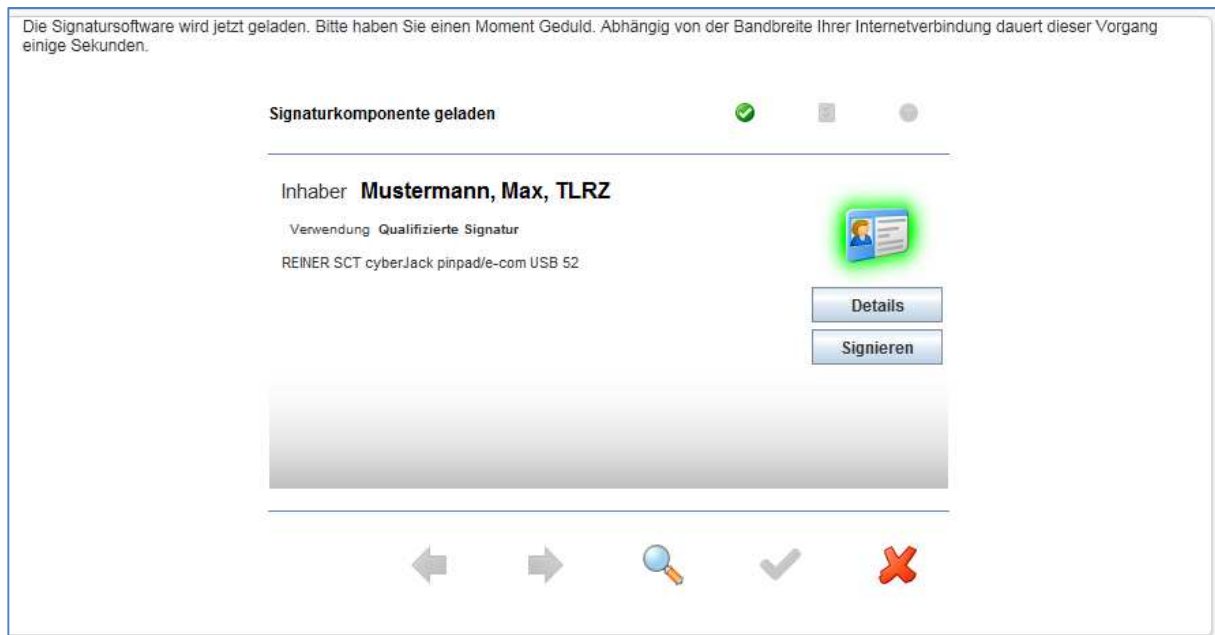 Die Signatursoftware wird jetzt geladen. Bitte haben Sie einen Moment Geduld. Abhängig von der Bandbreite Ihrer Internetverbindung dauert dieser Vorgang
einige Sekunden.
Signaturkomponente geladen
Inhaber Mustermann, Max, TLRZ
Verwendung Qualifizierte Signatur
REINER SCT cyberJack pinpad/e-com USB 52
Details
Signieren